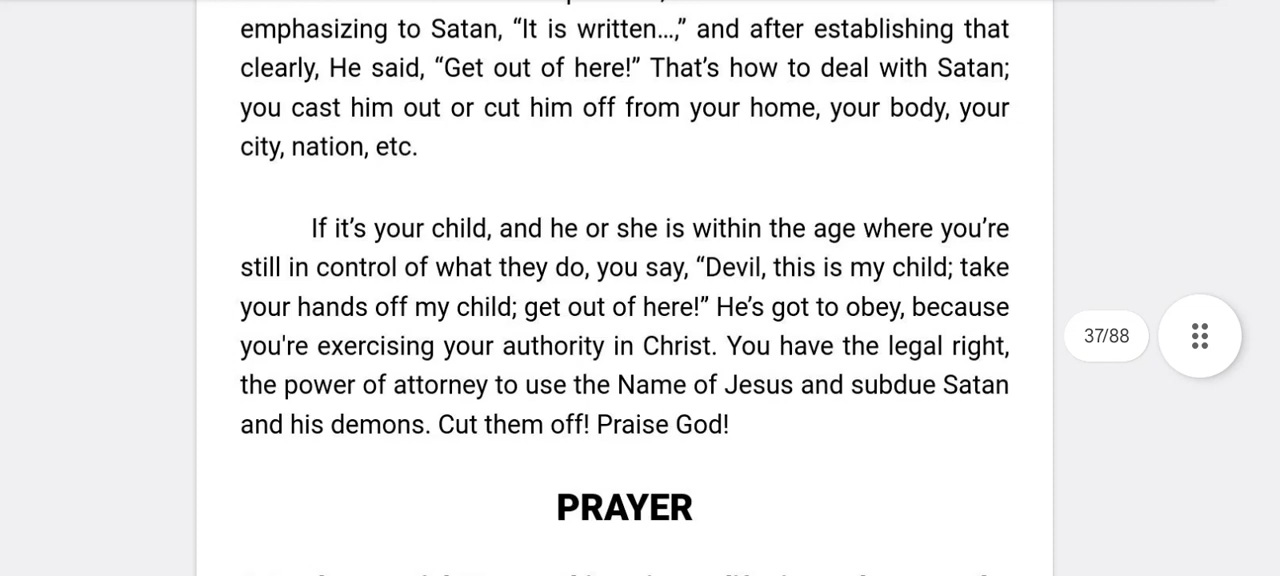 emphasizing to Satan, “It is written…,” and after establishing that
clearly, He said, “Get out of here!” That’s how to deal with Satan;
you cast him out or cut him off from your home, your body, your
city, nation, etc.
If it’s your child, and he or she is within the age where you’re
still in control of what they do, you say, “Devil, this is my child; take
your hands off my child; get out of here!” He’s got to obey, because
you're exercising your authority in Christ. You have the legal right,
the power of attorney to use the Name of Jesus and subdue Satan
and his demons. Cut them off! Praise God!
37/88
PRAYER